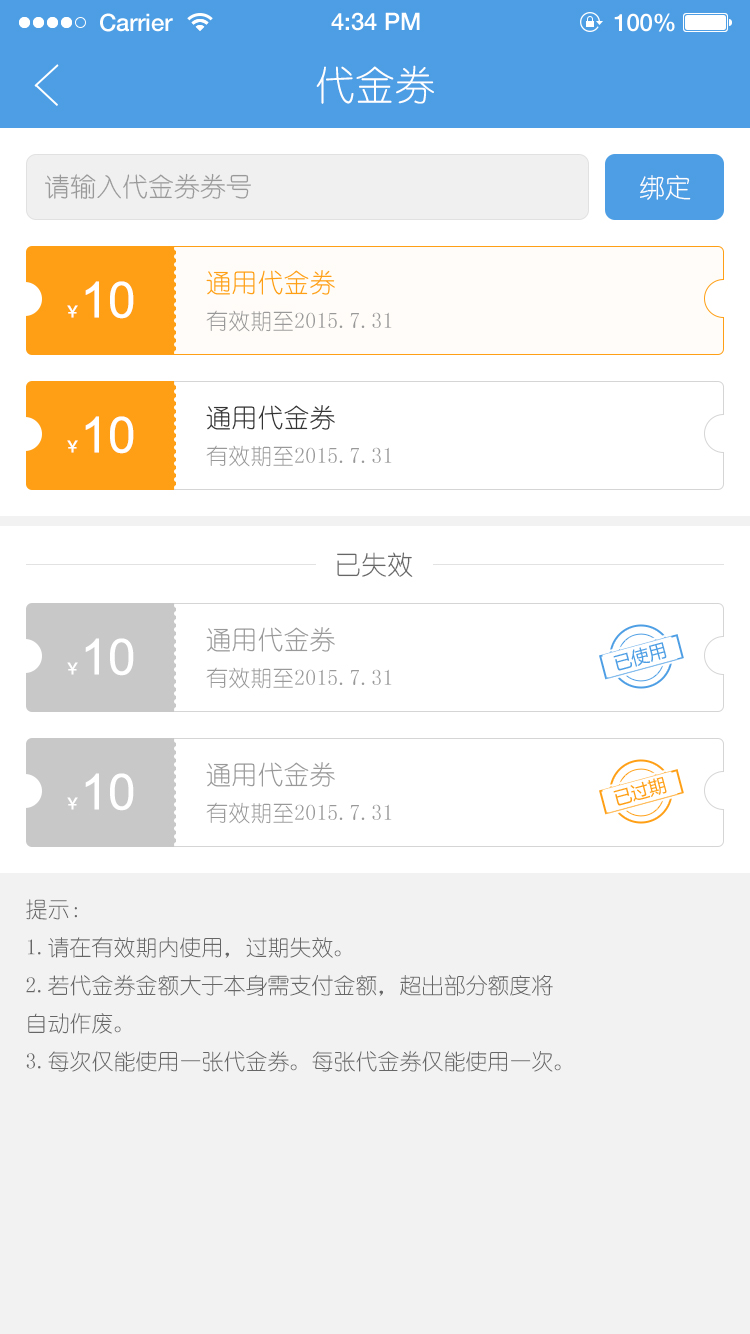 Carrier 4:34 PM 100%
代金券
请输入代金券券号 绑定
¥10 通用代金券
有效期至2015.7.31
¥10 通用代金券
有效期至2015.7.31
已失效
¥10 通用代金券 已使用
有效期至2015.7.31
¥10 通用代金券 已过期
有效期至2015.7.31
提示:
1.请在有效期内使用，过期失效。
2.若代金券金额大于本身需支付金额，超出部分额度将
自动作废。
3.每次仅能使用一张代金券。每张代金券仅能使用一次。